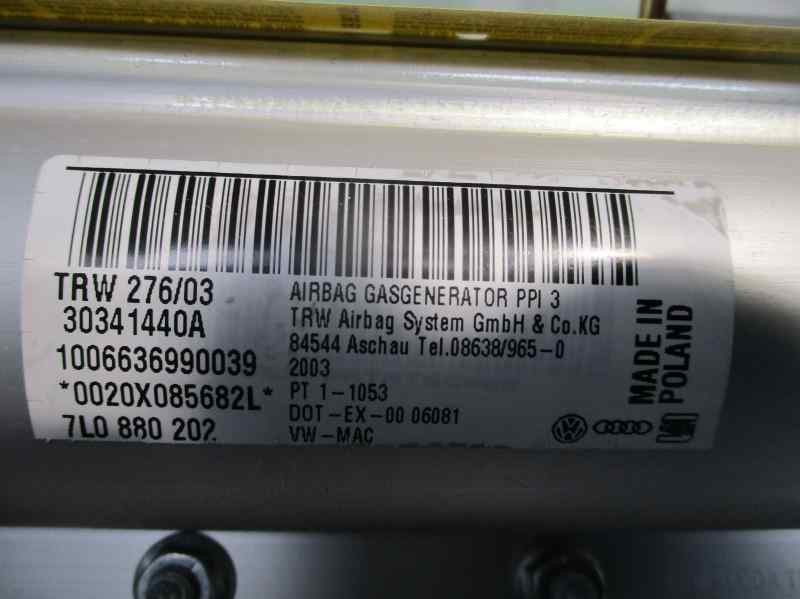 TRW 276/03
30341440A
1006636990039
*0020X085682L*
7L0 880 202
AIRBAG GASGENERATOR PPI 3
TRW Airbag System GmbH & Co.KG
84544 Aschau Tel.08638/965-0
2003
PT 1-1053
DOT-EX-00 06081
VW-MAC
MADE IN
POLAND